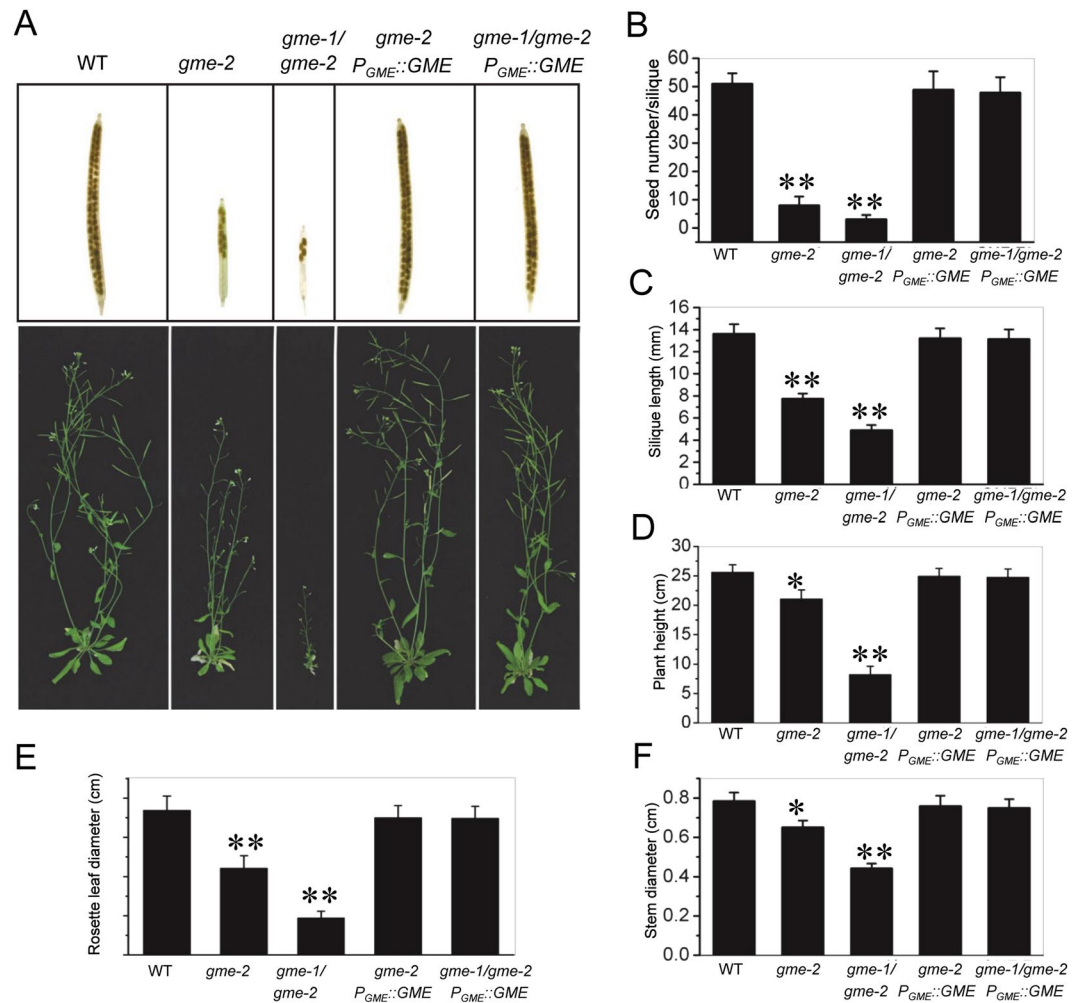 A
WT
gme-2
gme-1/
gme-2
gme-2
PGME::GME
gme-1/gme-2
PGME::GME
B
Seed number/silique
60
50
40
30
20
10
0
WT
gme-2
gme-1/
gme-2
gme-2
PGME::GME
gme-1/gme-2
PGME::GME
**
**
C
Silique length (mm)
16
14
12
10
8
6
4
2
0
WT
gme-2
gme-1/
gme-2
gme-2
PGME::GME
gme-1/gme-2
PGME::GME
**
**
D
Plant height (cm)
30
25
20
15
10
5
0
WT
gme-2
gme-1/
gme-2
gme-2
PGME::GME
gme-1/gme-2
PGME::GME
*
**
E
Rosette leaf diameter (cm)
WT
gme-2
gme-1/
gme-2
gme-2
PGME::GME
gme-1/gme-2
PGME::GME
**
**
F
Stem diameter (cm)
0.8
0.6
0.4
0.2
0.0
WT
gme-2
gme-1/
gme-2
gme-2
PGME::GME
gme-1/gme-2
PGME::GME
*
**